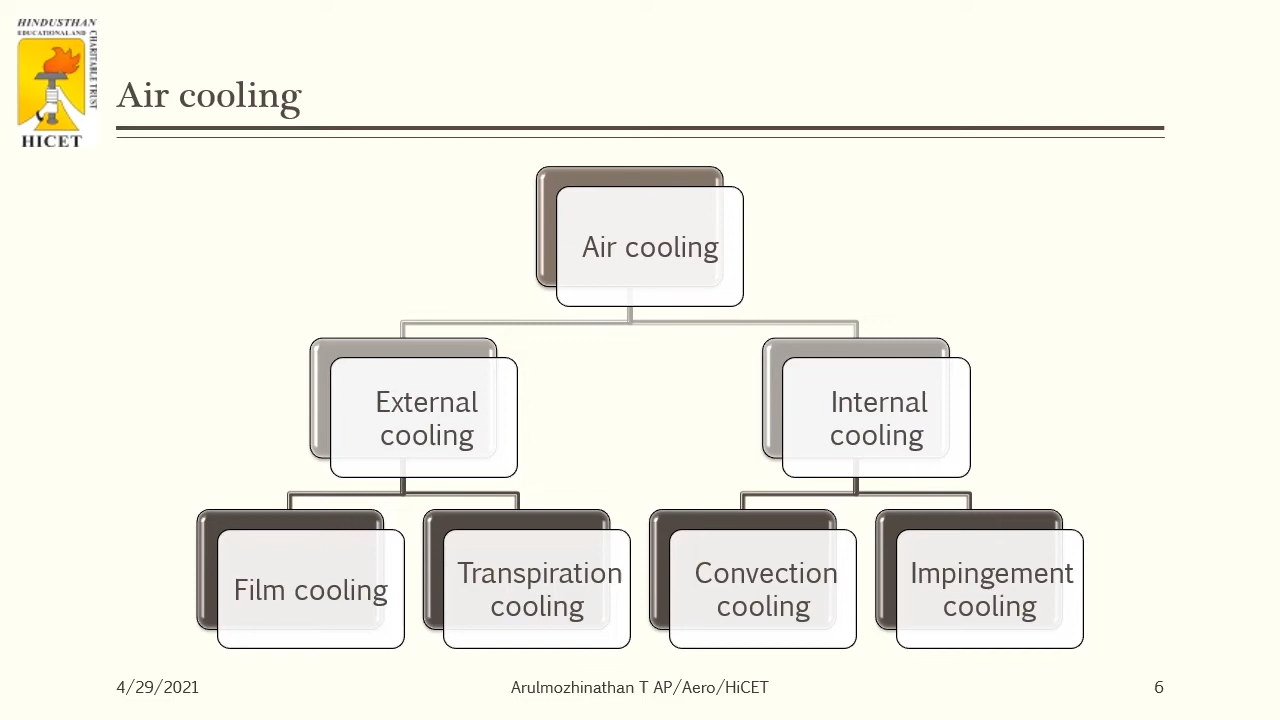 HINDUSTHAN
EDUCATIONAL AND
CHARITABLE TRUST
HICET
Air cooling
Air cooling
External
cooling
Internal
cooling
Film cooling
Transpiration
cooling
Convection
cooling
Impingement
cooling
4/29/2021
Arulmozhinathan T AP/Aero/HiCET
6